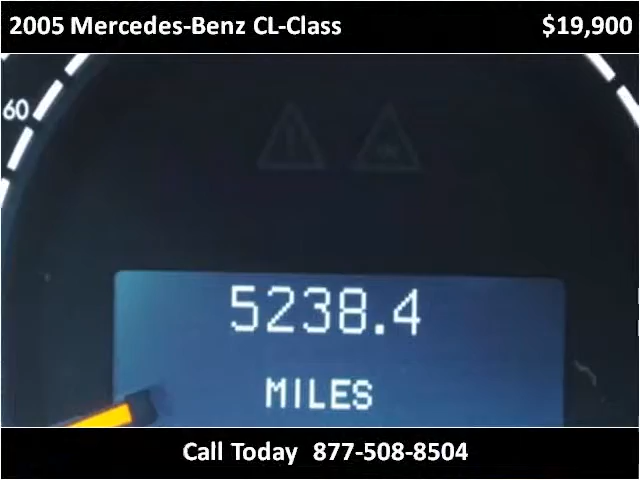 2005 Mercedes-Benz CL-Class $19,900
60
5238.4
MILES
Call Today 877-508-8504